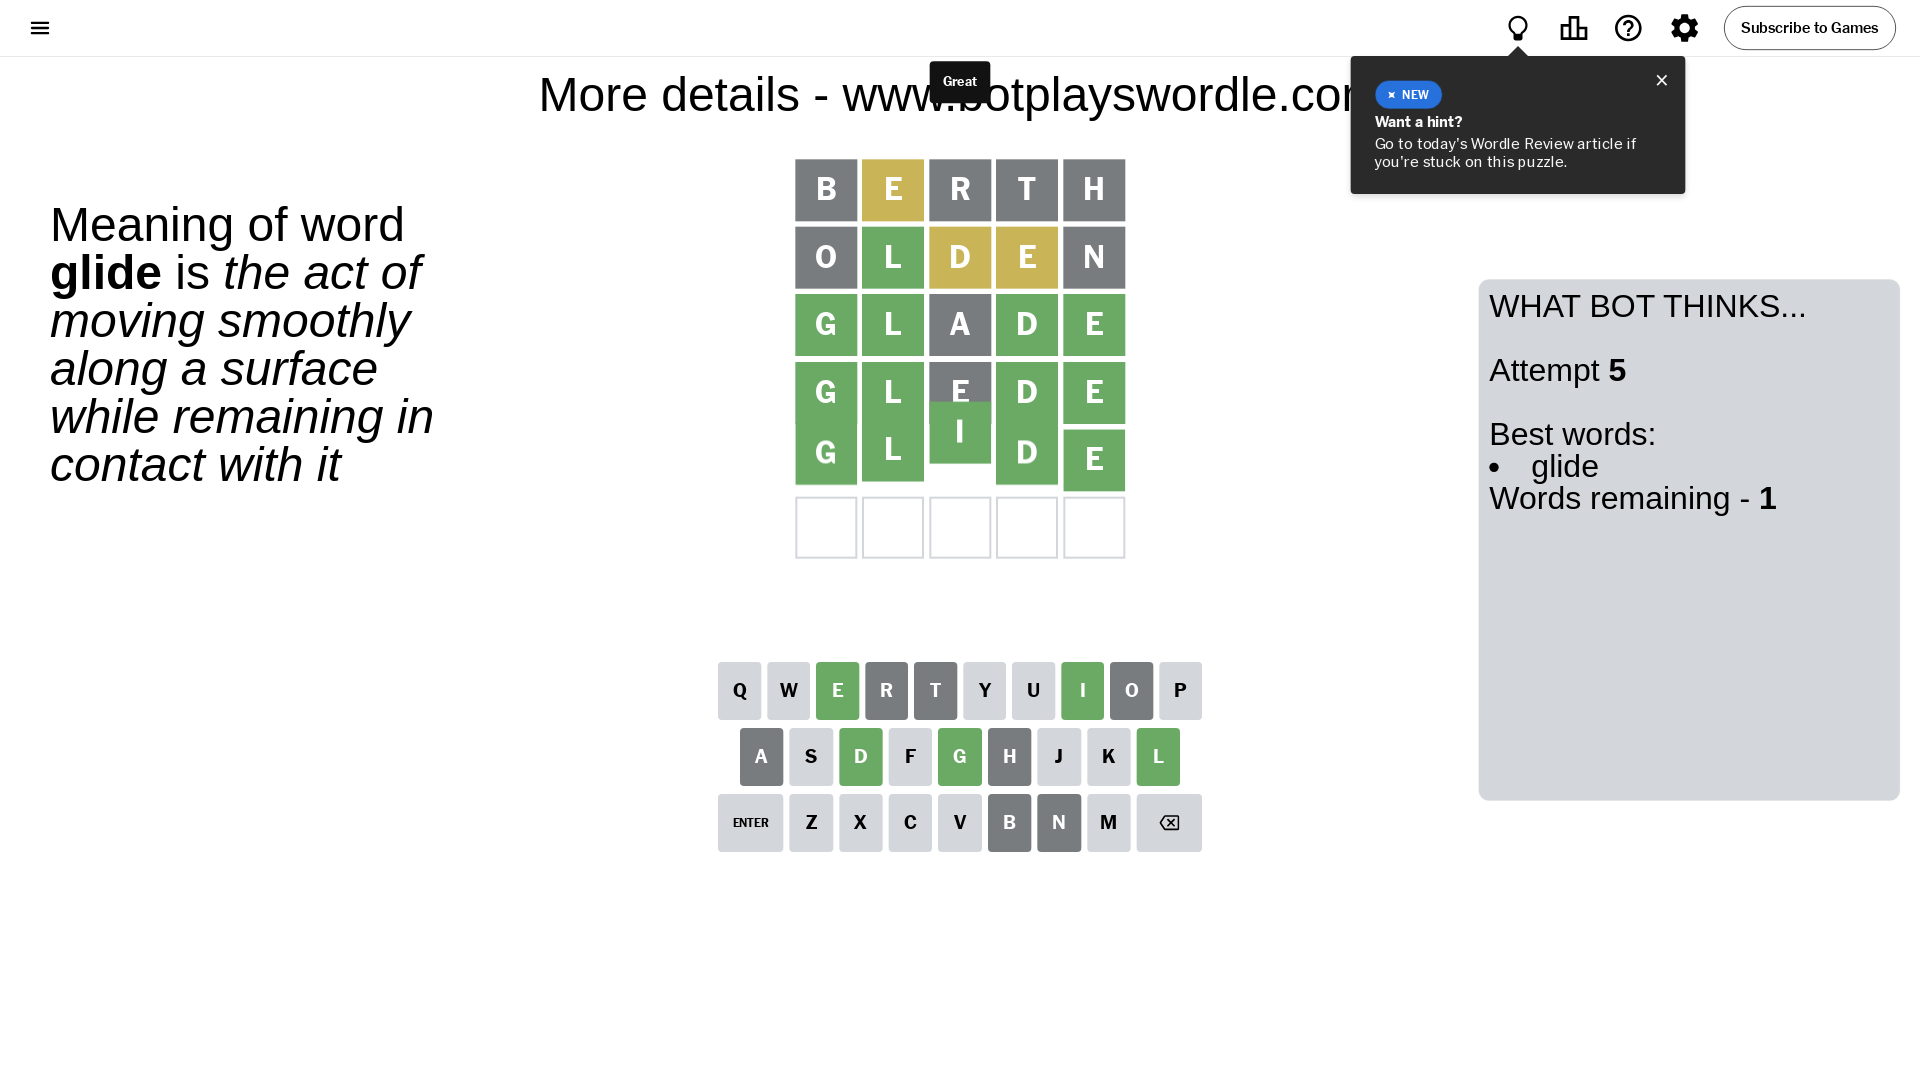 Subscribe to Games
Great
More details - www.botplayswordle.com
NEW
Want a hint?
Go to today's Wordle Review article if
you're stuck on this puzzle.
Meaning of word
glide is the act of
moving smoothly
along a surface
while remaining in
contact with it
B E R T H
O L D E N
G L A D E
G L E D E
G L I D E
WHAT BOT THINKS...
Attempt 5
Best words:
• glide
Words remaining - 1
Q W E R T Y U I O P
A S D F G H J K L
ENTER Z X C V B N M